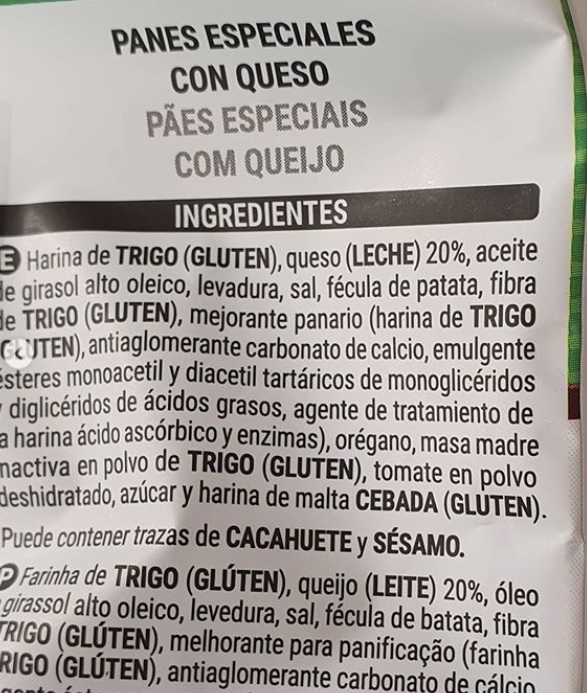 PANES ESPECIALES
CON QUESO
PÃES ESPECIAIS
COM QUEIJO
INGREDIENTES
E Harina de TRIGO (GLUTEN), queso (LECHE) 20%, aceite
de girasol alto oleico, levadura, sal, fécula de patata, fibra
de TRIGO (GLUTEN), mejorante panario (harina de TRIGO
(GLUTEN), antiaglomerante carbonato de calcio, emulgente
ésteres monoacetil y diacetil tartáricos de monoglicéridos
y diglicéridos de ácidos grasos, agente de tratamiento de
la harina ácido ascórbico y enzimas), orégano, masa madre
inactiva en polvo de TRIGO (GLUTEN), tomate en polvo
deshidratado, azúcar y harina de malta CEBADA (GLUTEN).
Puede contener trazas de CACAHUETE y SÉSAMO.
P Farinha de TRIGO (GLÚTEN), queijo (LEITE) 20%, óleo
girassol alto oleico, levedura, sal, fécula de batata, fibra
TRIGO (GLÚTEN), melhorante para panificação (farinha
TRIGO (GLÚTEN), antiaglomerante carbonato de cálcio